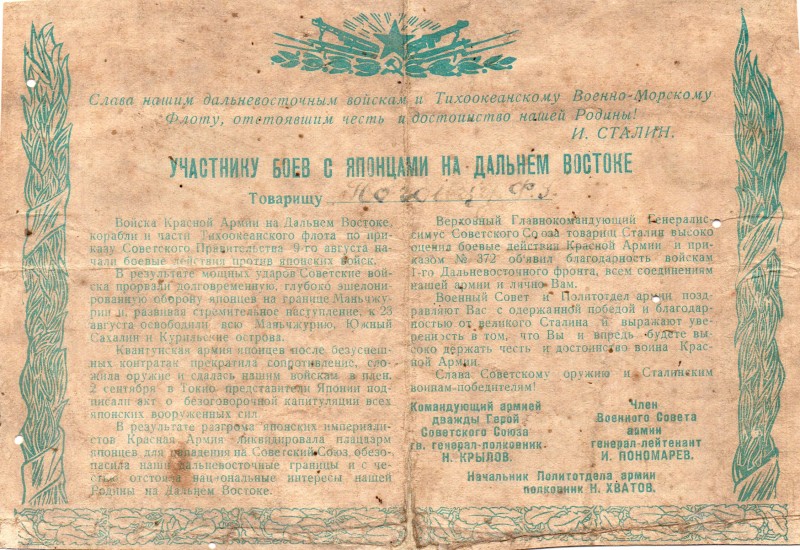 Слава нашим дальневосточным войскам и Тихоокеанскому Военно-Морскому
Флоту, отстоявшим честь и достоинство нашей Родины!
И. СТАЛИН.
УЧАСТНИКУ БОЕВ С ЯПОНЦАМИ НА ДАЛЬНЕМ ВОСТОКЕ
Товарищу
Войска Красной Армии на Дальнем Востоке,
корабли и части Тихоокеанского флота по при-
казу Советского Правительства 9-го августа на-
чали боевые действия против японских войск.
В результате мощных ударов Советские вой-
ска прорвали долговременную, глубоко эшелони-
рованную оборону японцев на границе Маньчжу-
рии и, развивая стремительное наступление, к 23
августа освободили всю Маньчжурию, Южный
Сахалин и Курильские острова.
Квантунская армия японцев после безуспеш-
ных контратак прекратила сопротивление, сло-
жила оружие и сдалась нашим войскам в плен.
2 сентября в Токио представители Японии под-
писали акт о безоговорочной капитуляции всех
японских вооруженных сил.
В результате разгрома японских империалис-
тов Красная Армия ликвидировала плацдарм
японцев для нападения на Советский Союз, обезо-
пасила наши дальневосточные границы и с че-
стью отстояла национальные интересы нашей
Родины на Дальнем Востоке.
Верховный Главнокомандующий Генералис-
симус Советского Союза товарищ Сталин высоко
оценил боевые действия Красной Армии и при-
казом № 372 об'явил благодарность войскам
1-го Дальневосточного фронта, всем соединениям
нашей армии и лично Вам.
Военный Совет и Политотдел армии позд-
равляют Вас с одержанной победой и благодар-
ностью от великого Сталина и выражают уве-
ренность в том, что Вы и впредь будете вы-
соко держать честь и достоинство воина Крас-
ной Армии.
Слава Советскому оружию и Сталинским
воинам-победителям!
Командующий армией
дважды Герой
Советского Союза
гв. генерал-полковник
Н. КРЫЛОВ.
Член
Военного Совета
армии
генерал-лейтенант
И. ПОНОМАРЕВ.
Начальник Политотдела армии
полковник Н. ХВАТОВ.